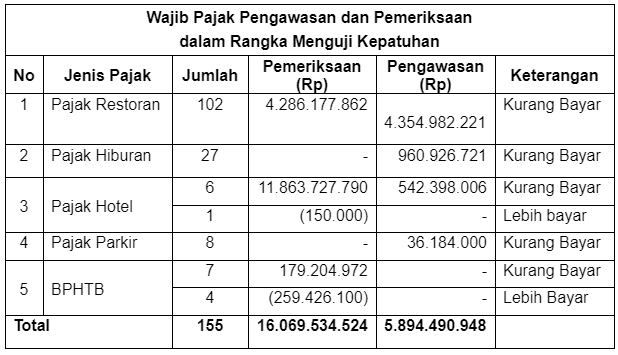 Wajib Pajak Pengawasan dan Pemeriksaan
dalam Rangka Menguji Kepatuhan
No Jenis Pajak Jumlah Pemeriksaan (Rp) Pengawasan (Rp) Keterangan
1 Pajak Restoran 102 4.286.177.862 4.354.982.221 Kurang Bayar
2 Pajak Hiburan 27 - 960.926.721 Kurang Bayar
3 Pajak Hotel 6 11.863.727.790 542.398.006 Kurang Bayar
1 (150.000) - Lebih bayar
4 Pajak Parkir 8 - 36.184.000 Kurang Bayar
5 BPHTB 7 179.204.972 - Kurang Bayar
4 (259.426.100) - Lebih Bayar
Total 155 16.069.534.524 5.894.490.948